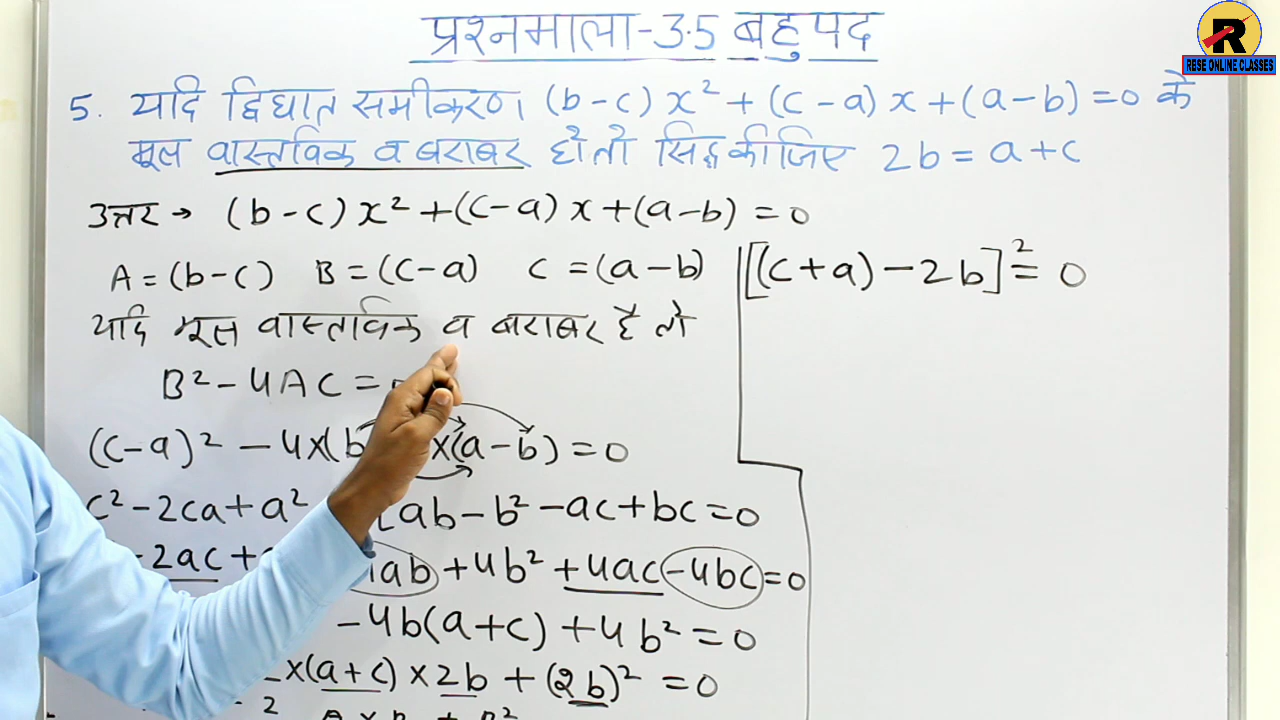 प्रश्नमाला-3.5 बहुपद
R
RESE ONLINE CLASSES
5. यदि द्विघात समीकरण (b-c)x²+(c-a)x+(a-b)=0 के
मूल वास्तविक व बराबर हो तो सिद्ध कीजिए 2b=a+c
उत्तर → (b-c)x²+(c-a)x+(a-b)=0
A=(b-c) B=(c-a) C=(a-b)
यदि मूल वास्तविक व बराबर है तो
B²-4AC=
(c-a)²-4×(b ×(a-b)=0
c²-2ca+a² [ab-b²-ac+bc=0
-2ac+ 4ab+4b²+4ac-4bc=0
-4b(a+c)+4b²=0
×(a+c)×2b+(2b)²=0
[(c+a)-2b]²=0